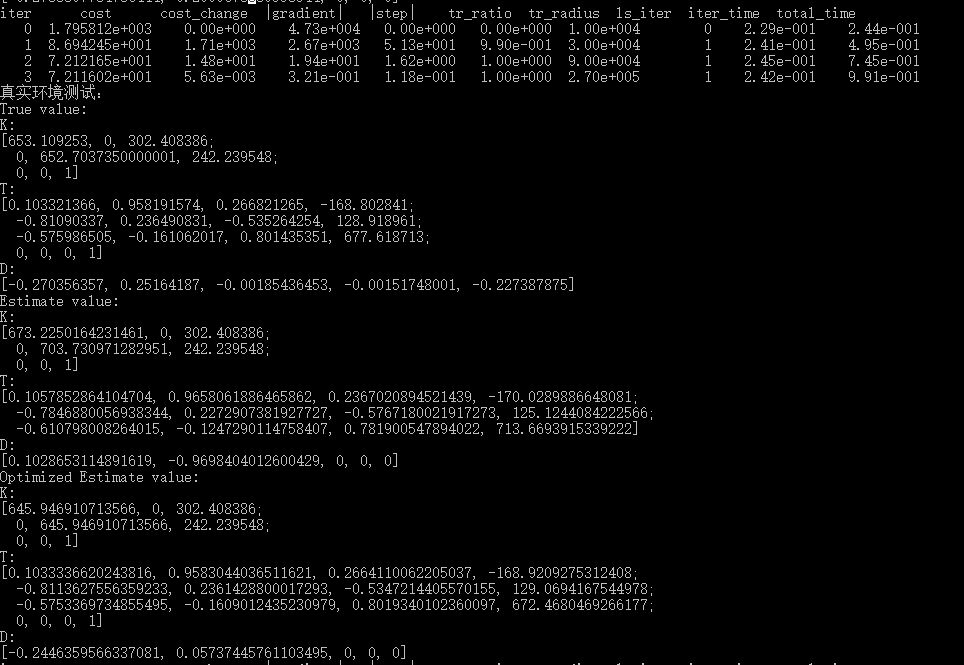 iter cost cost_change |gradient| |step| tr_ratio tr_radius ls_iter iter_time total_time
0 1.795812e+003 0.00e+000 4.73e+004 0.00e+000 0.00e+000 1.00e+004 0 2.29e-001 2.44e-001
1 8.694245e+001 1.71e+003 2.67e+003 5.13e+001 9.90e-001 3.00e+004 1 2.41e-001 4.95e-001
2 7.212165e+001 1.48e+001 1.94e+001 1.62e+000 1.00e+000 9.00e+004 1 2.45e-001 7.45e-001
3 7.211602e+001 5.63e-003 3.21e-001 1.18e-001 1.00e+000 2.70e+005 1 2.42e-001 9.91e-001
真实环境测试:
True value:
K:
[653.109253, 0, 302.408386;
0, 652.7037350000001, 242.239548;
0, 0, 1]
T:
[0.103321366, 0.958191574, 0.266821265, -168.802841;
-0.81090337, 0.236490831, -0.535264254, 128.918961;
-0.575986505, -0.161062017, 0.801435351, 677.618713;
0, 0, 0, 1]
D:
[-0.270356357, 0.25164187, -0.00185436453, -0.00151748001, -0.227387875]
Estimate value:
K:
[673.2250164231461, 0, 302.408386;
0, 703.730971282951, 242.239548;
0, 0, 1]
T:
[0.1057852864104704, 0.9658061886465862, 0.2367020894521439, -170.0289886648081;
-0.7846880056938344, 0.2272907381927727, -0.5767180021917273, 125.1244084222566;
-0.610798008264015, -0.1247290114758407, 0.781900547894022, 713.6693915339222]
D:
[0.1028653114891619, -0.9698404012600429, 0, 0, 0]
Optimized Estimate value:
K:
[645.946910713566, 0, 302.408386;
0, 645.946910713566, 242.239548;
0, 0, 1]
T:
[0.1033336620243816, 0.9583044036511621, 0.2664110062205037, -168.9209275312408;
-0.8113627556359233, 0.2361428800017293, -0.5347214405570155, 129.0694167544978;
-0.5753369734855495, -0.1609012435230979, 0.8019340102360097, 672.4680469266177;
0, 0, 0, 1]
D:
[-0.2446359566337081, 0.05737445761103495, 0, 0, 0]